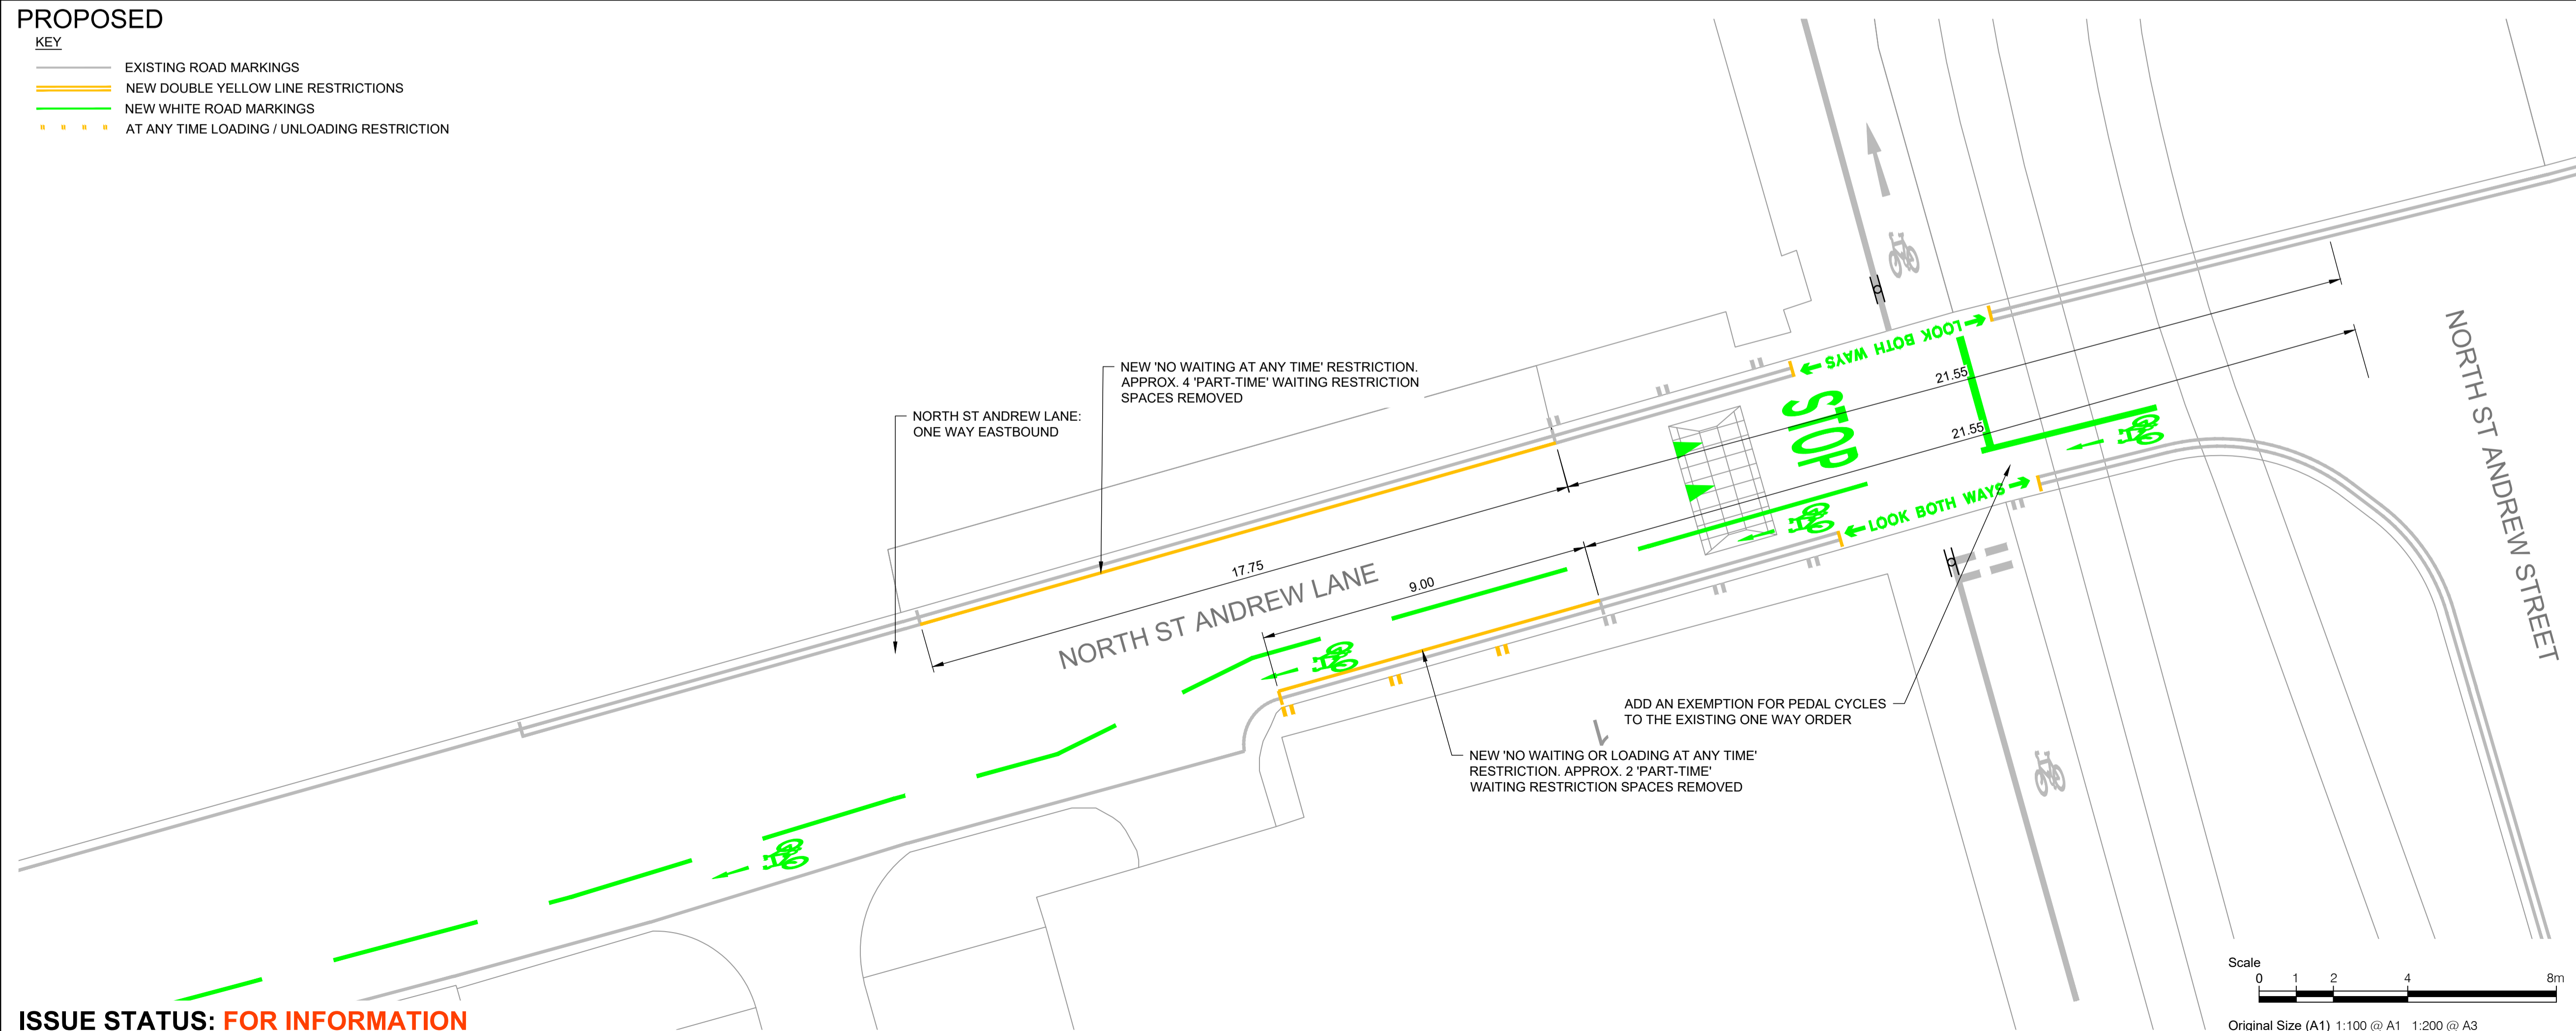 PROPOSED
KEY
EXISTING ROAD MARKINGS
NEW DOUBLE YELLOW LINE RESTRICTIONS
NEW WHITE ROAD MARKINGS
AT ANY TIME LOADING / UNLOADING RESTRICTION
NEW 'NO WAITING AT ANY TIME' RESTRICTION.
APPROX. 4 'PART-TIME' WAITING RESTRICTION
SPACES REMOVED
NORTH ST ANDREW LANE:
ONE WAY EASTBOUND
LOOK BOTH WAYS
STOP
21.55
21.55
LOOK BOTH WAYS
NORTH ST ANDREW STREET
17.75
9.00
NORTH ST ANDREW LANE
ADD AN EXEMPTION FOR PEDAL CYCLES
TO THE EXISTING ONE WAY ORDER
1
NEW 'NO WAITING OR LOADING AT ANY TIME'
RESTRICTION. APPROX. 2 'PART-TIME'
WAITING RESTRICTION SPACES REMOVED
Scale
0 1 2 4 8m
Original Size (A1) 1:100 @ A1 1:200 @ A3
ISSUE STATUS: FOR INFORMATION